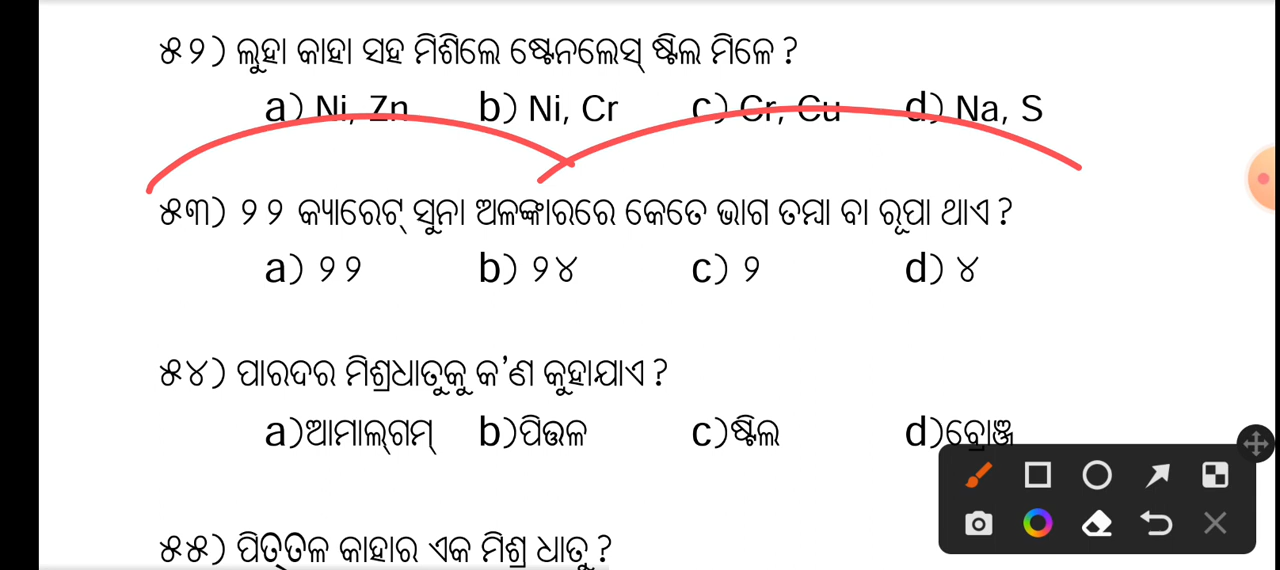 ୫୨) ଲୁହା କାହା ସହ ମିଶିଲେ ଷ୍ଟେନଲେସ୍ ଷ୍ଟିଲ ମିଳେ ?
a) Ni, Zn b) Ni, Cr c) Cr, Cu d) Na, S
୫୩) ୨୨ କ୍ୟାରେଟ୍ ସୁନା ଅଳଙ୍କାରରେ କେତେ ଭାଗ ତମ୍ବା ବା ରୂପା ଥାଏ ?
a) ୨୨ b) ୨୪ c) ୨ d) ୪
୫୪) ପାରଦର ମିଶ୍ରଧାତୁକୁ କ'ଣ କୁହାଯାଏ ?
a)ଆମାଲ୍‌ଗମ୍ b)ପିଉଳ c)ଷ୍ଟିଲ d)ବ୍ରୋଞ୍ଜ
୫୫) ପିତ୍ତଳ କାହାର ଏକ ମିଶ୍ର ଧାତୁ ?